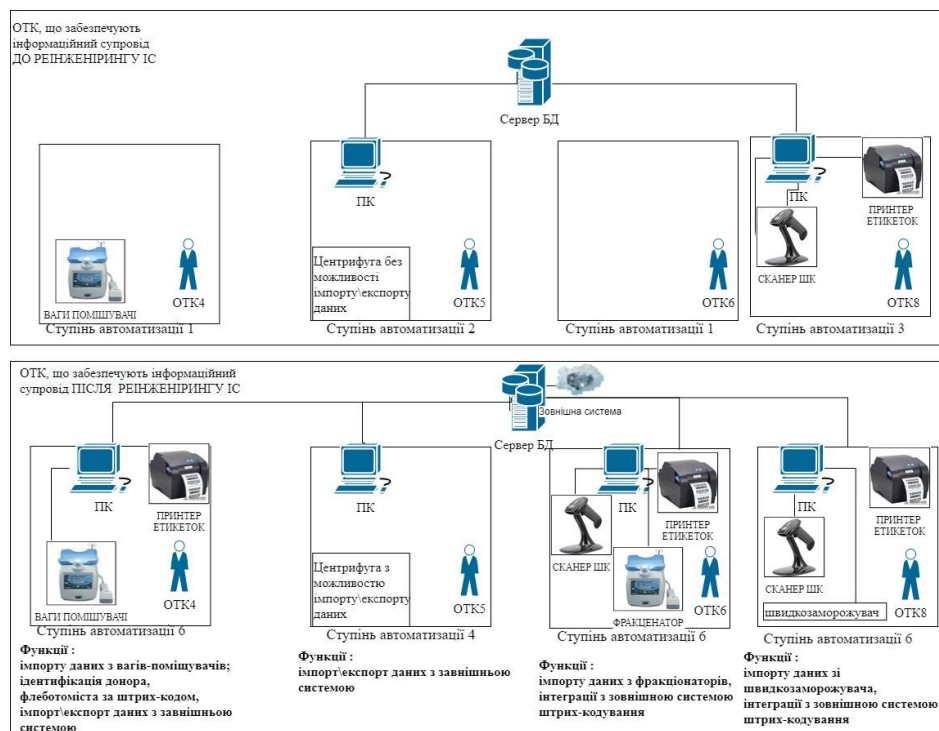 ОТК, що забезпечують
інформаційний супровід
ДО РЕІНЖЕНІРИНГУ ІС
Сервер БД
ПК
ПК
ПРИНТЕР
ЕТИКЕТОК
Центрифуга без
можливості
імпорту\експорту
даних
СКАНЕР ШК
ВАГИ ПОМІШУВАЧІ
ОТК4
ОТК5
ОТК6
ОТК8
Ступінь автоматизації 1
Ступінь автоматизації 2
Ступінь автоматизації 1
Ступінь автоматизації 3
ОТК, що забезпечують інформаційний
супровід ПІСЛЯ РЕІНЖЕНІРИНГУ ІС
Зовнішна система
Сервер БД
ПК
ПРИНТЕР
ЕТИКЕТОК
ВАГИ ПОМІШУВАЧІ
ОТК4
Ступінь автоматизації 6
ПК
Центрифуга з
можливостю
імпорту\експорту
даних
ОТК5
Ступінь автоматизації 4
ПК
ПРИНТЕР
ЕТИКЕТОК
СКАНЕР ШК
ФРАКЦЕНАТОР
ОТК6
Ступінь автоматизації 6
ПК
ПРИНТЕР
ЕТИКЕТОК
СКАНЕР ШК
швидкозаморожувач
ОТК8
Ступінь автоматизації 6
Функції :
імпорту даних з вагів-поміщувачів;
ідентифікація донора,
флеботоміста за штрих-кодом,
імпорт\експорт даних з завнішньою
системою
Функції :
імпорт\експорт даних з завнішньою
системою
Функції :
імпорту даних з фракціонаторів,
інтеграції з зовнішною системою
штрих-кодування
Функції :
імпорту даних зі
швидкозаморожувача,
інтеграції з зовнішною системою
штрих-кодування